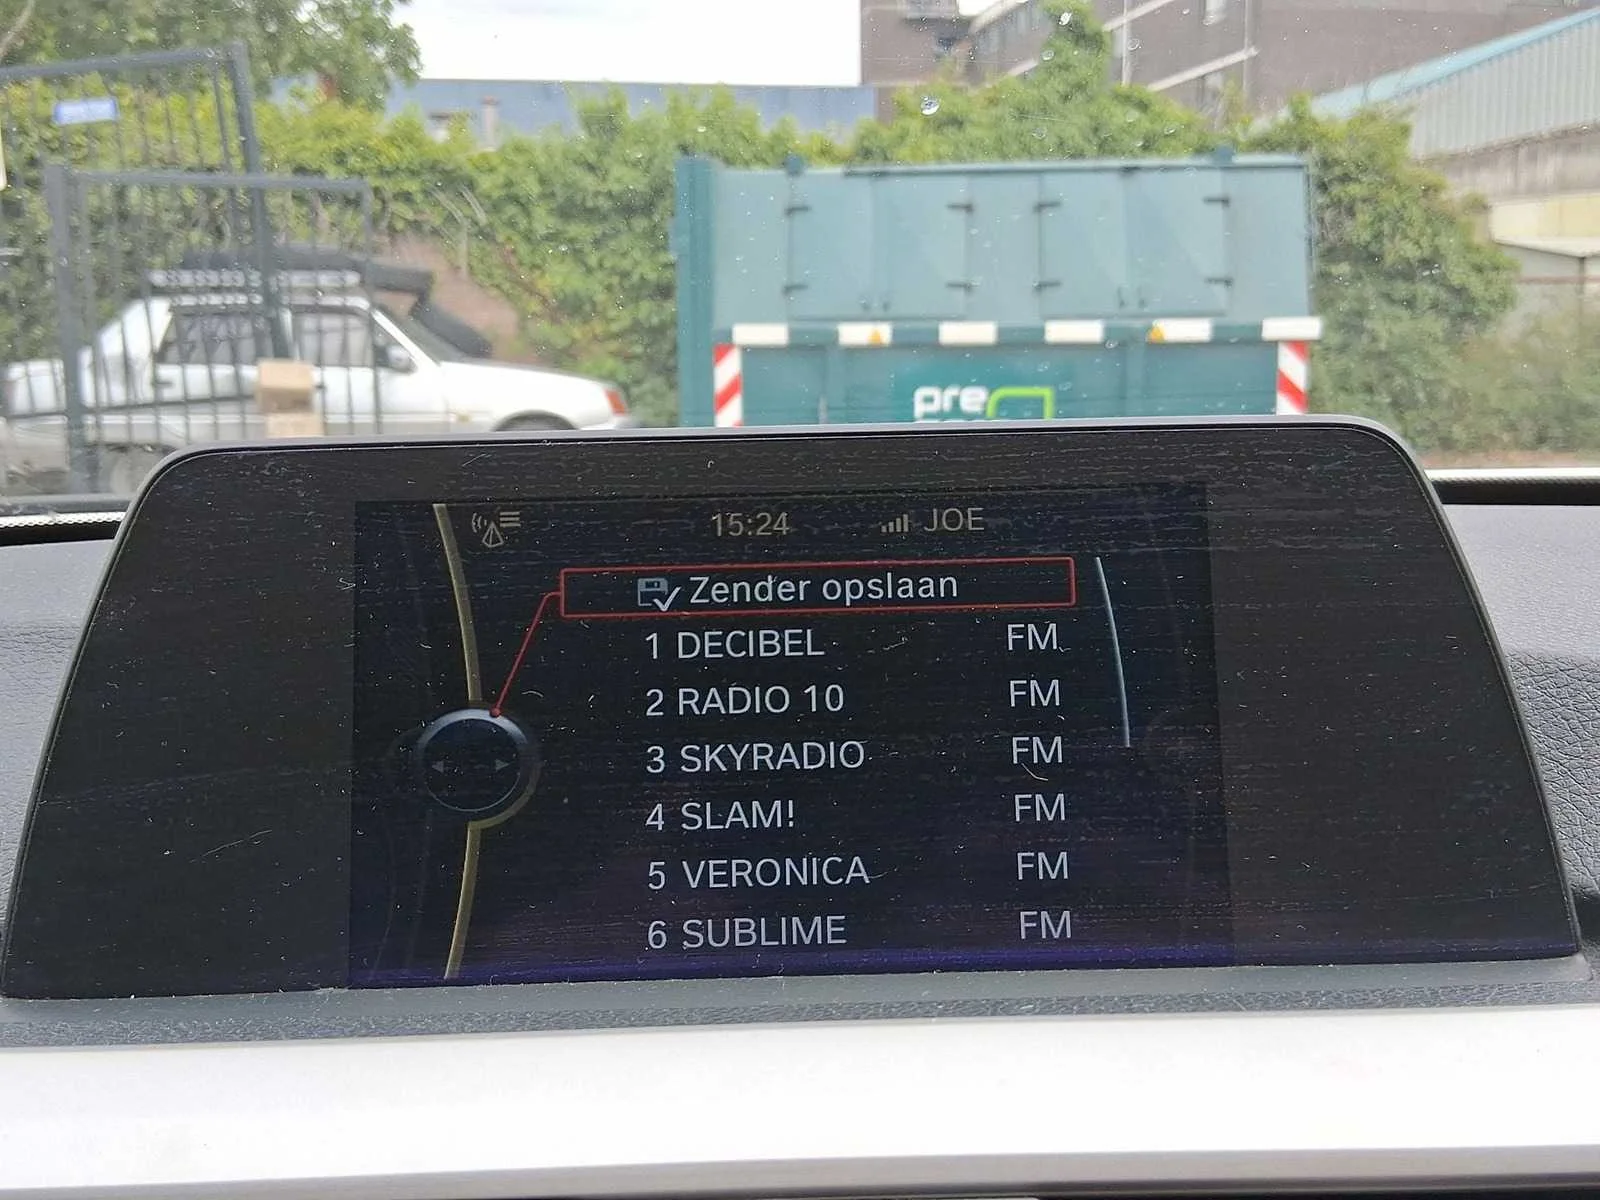 pre
15:24 JOE
Zender opslaan
1 DECIBEL FM
2 RADIO 10 FM
3 SKYRADIO FM
4 SLAM! FM
5 VERONICA FM
6 SUBLIME FM